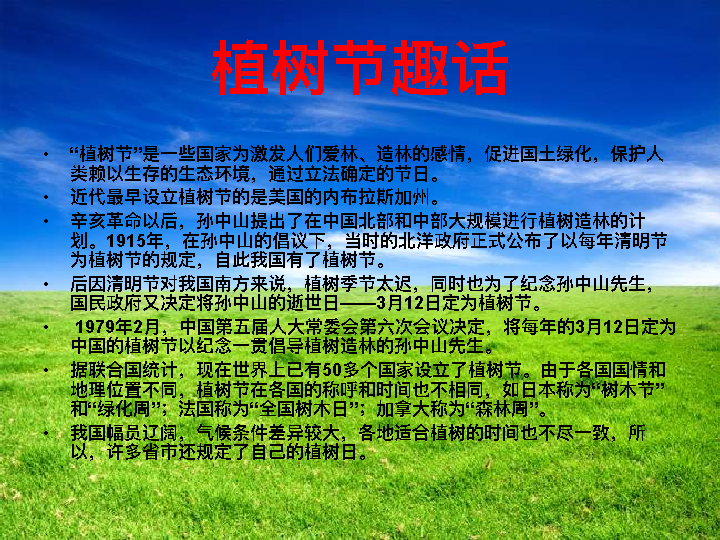 植树节趣话
• “植树节”是一些国家为激发人们爱林、造林的感情，促进国土绿化，保护人
类赖以生存的生态环境，通过立法确定的节日。
• 近代最早设立植树节的是美国的内布拉斯加州。
• 辛亥革命以后，孙中山提出了在中国北部和中部大规模进行植树造林的计
划。1915年，在孙中山的倡议下，当时的北洋政府正式公布了以每年清明节
为植树节的规定，自此我国有了植树节。
• 后因清明节对我国南方来说，植树季节太迟，同时也为了纪念孙中山先生，
国民政府又决定将孙中山的逝世日——3月12日定为植树节。
• 1979年2月，中国第五届人大常委会第六次会议决定，将每年的3月12日定为
中国的植树节以纪念一贯倡导植树造林的孙中山先生。
• 据联合国统计，现在世界上已有50多个国家设立了植树节。由于各国国情和
地理位置不同，植树节在各国的称呼和时间也不相同，如日本称为“树木节”
和“绿化周”；法国称为“全国树木日”；加拿大称为“森林周”。
• 我国幅员辽阔，气候条件差异较大，各地适合植树的时间也不尽一致，所
以，许多省市还规定了自己的植树日。